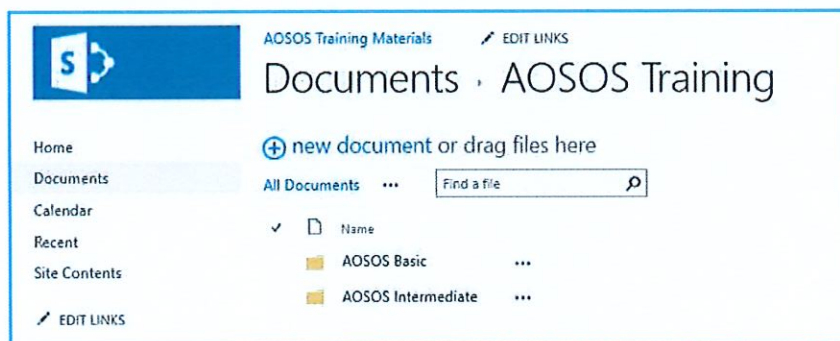 S
AOSOS Training Materials EDIT LINKS
Documents › AOSOS Training
Home
Documents
Calendar
Recent
Site Contents
EDIT LINKS
+ new document or drag files here
All Documents ••• Find a file
✓ Name
AOSOS Basic •••
AOSOS Intermediate •••